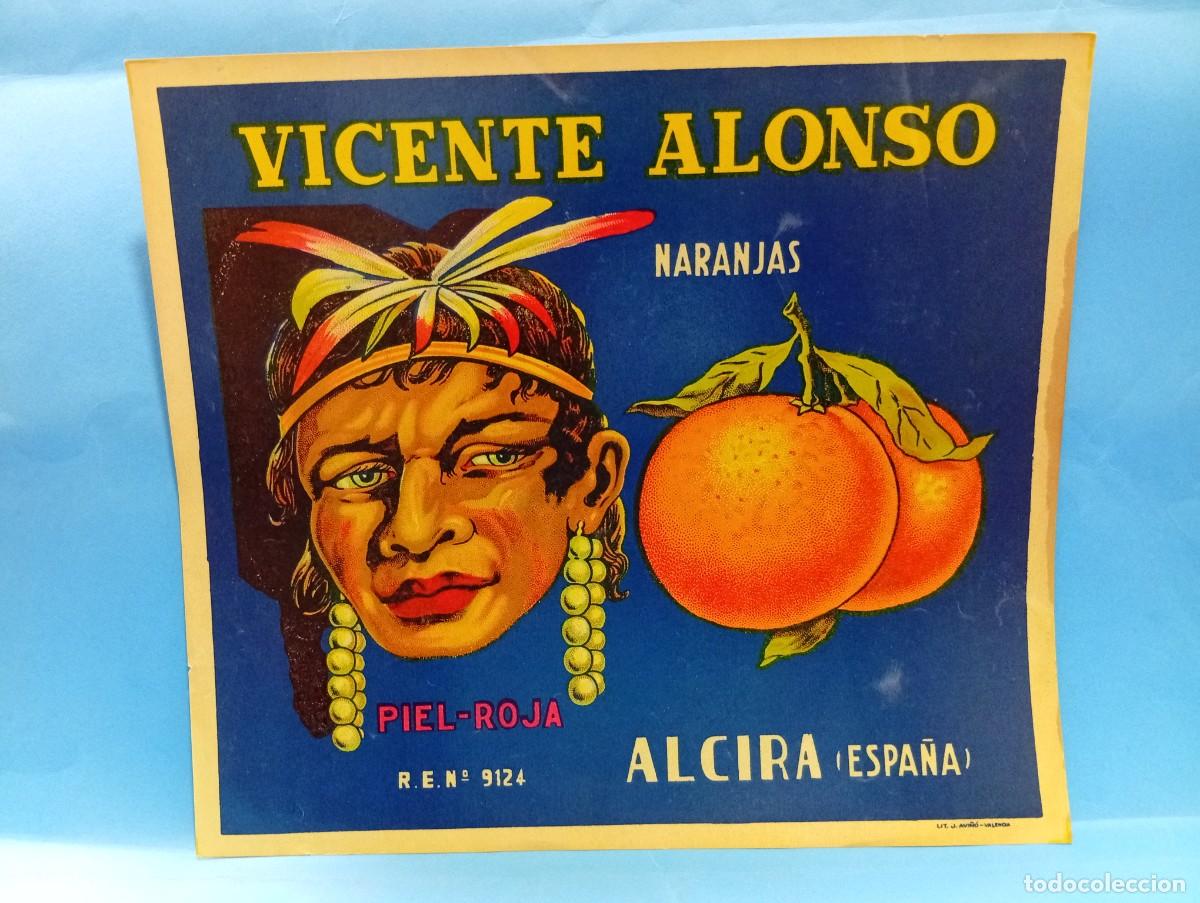 VICENTE ALONSO
NARANJAS
PIEL-ROJA
R.E.Nº 9124
ALCIRA (ESPAÑA)
LIT. J. AVIÑÓ-VALENCIA
todocoleccion